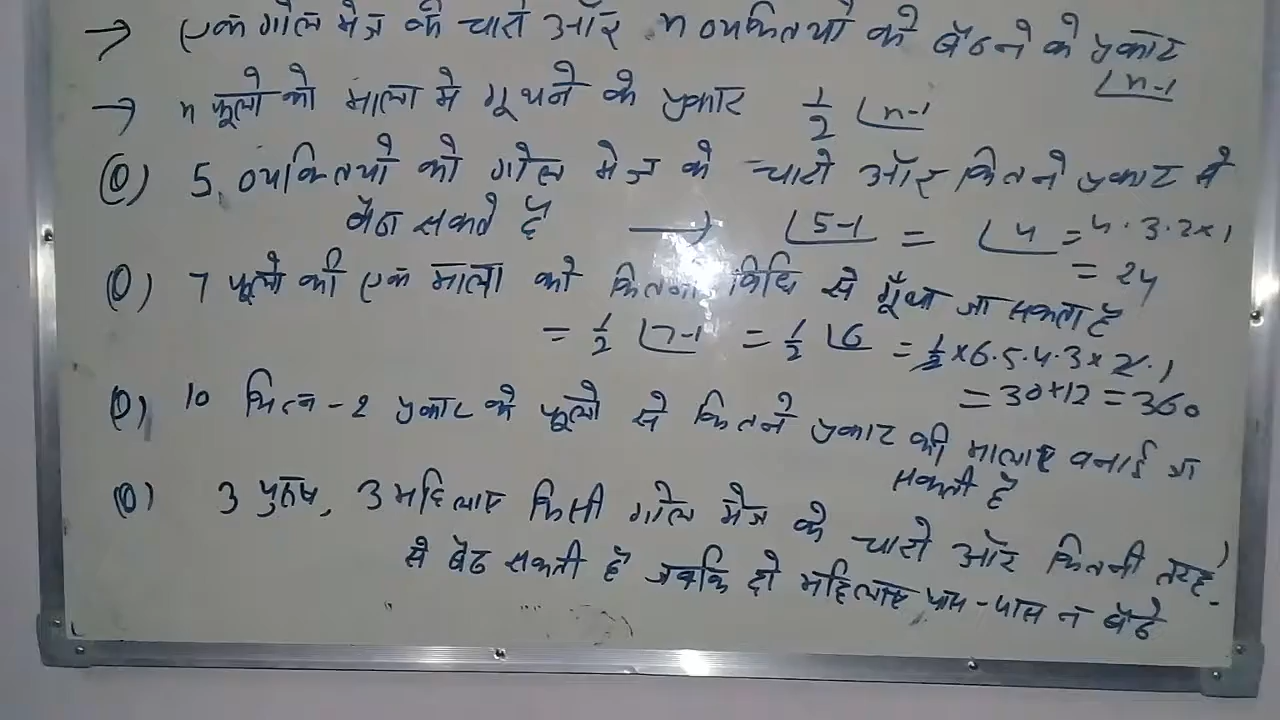 → एक गोल मेज के चारो ओर n व्यक्तियो के बैठने के प्रकार
∟n-1
→ n फूलो को माला मे गूथने के प्रकार 1/2 ∟n-1
(Q) 5 व्यक्तियो को गोल मेज के चारो ओर कितने प्रकार से
बैठ सकते है → ∟5-1 = ∟4 = 4·3·2×1
= 24
(Q) 7 फूलो की एक माला को कितनी विधि से गूँथा जा सकता है
= 1/2 ∟7-1 = 1/2 ∟6 = 1/2 ×6·5·4·3×2·1
= 30×12 = 360
(Q) 10 भिन्न-2 प्रकार के फूलो से कितने प्रकार की मालाए बनाई जा
सकती है
(Q) 3 पुरुष, 3 महिलाए किसी गोल मेज के चारो ओर कितनी तरह
से बैठ सकती है जबकि दो महिलाए पास-पास न बैठे